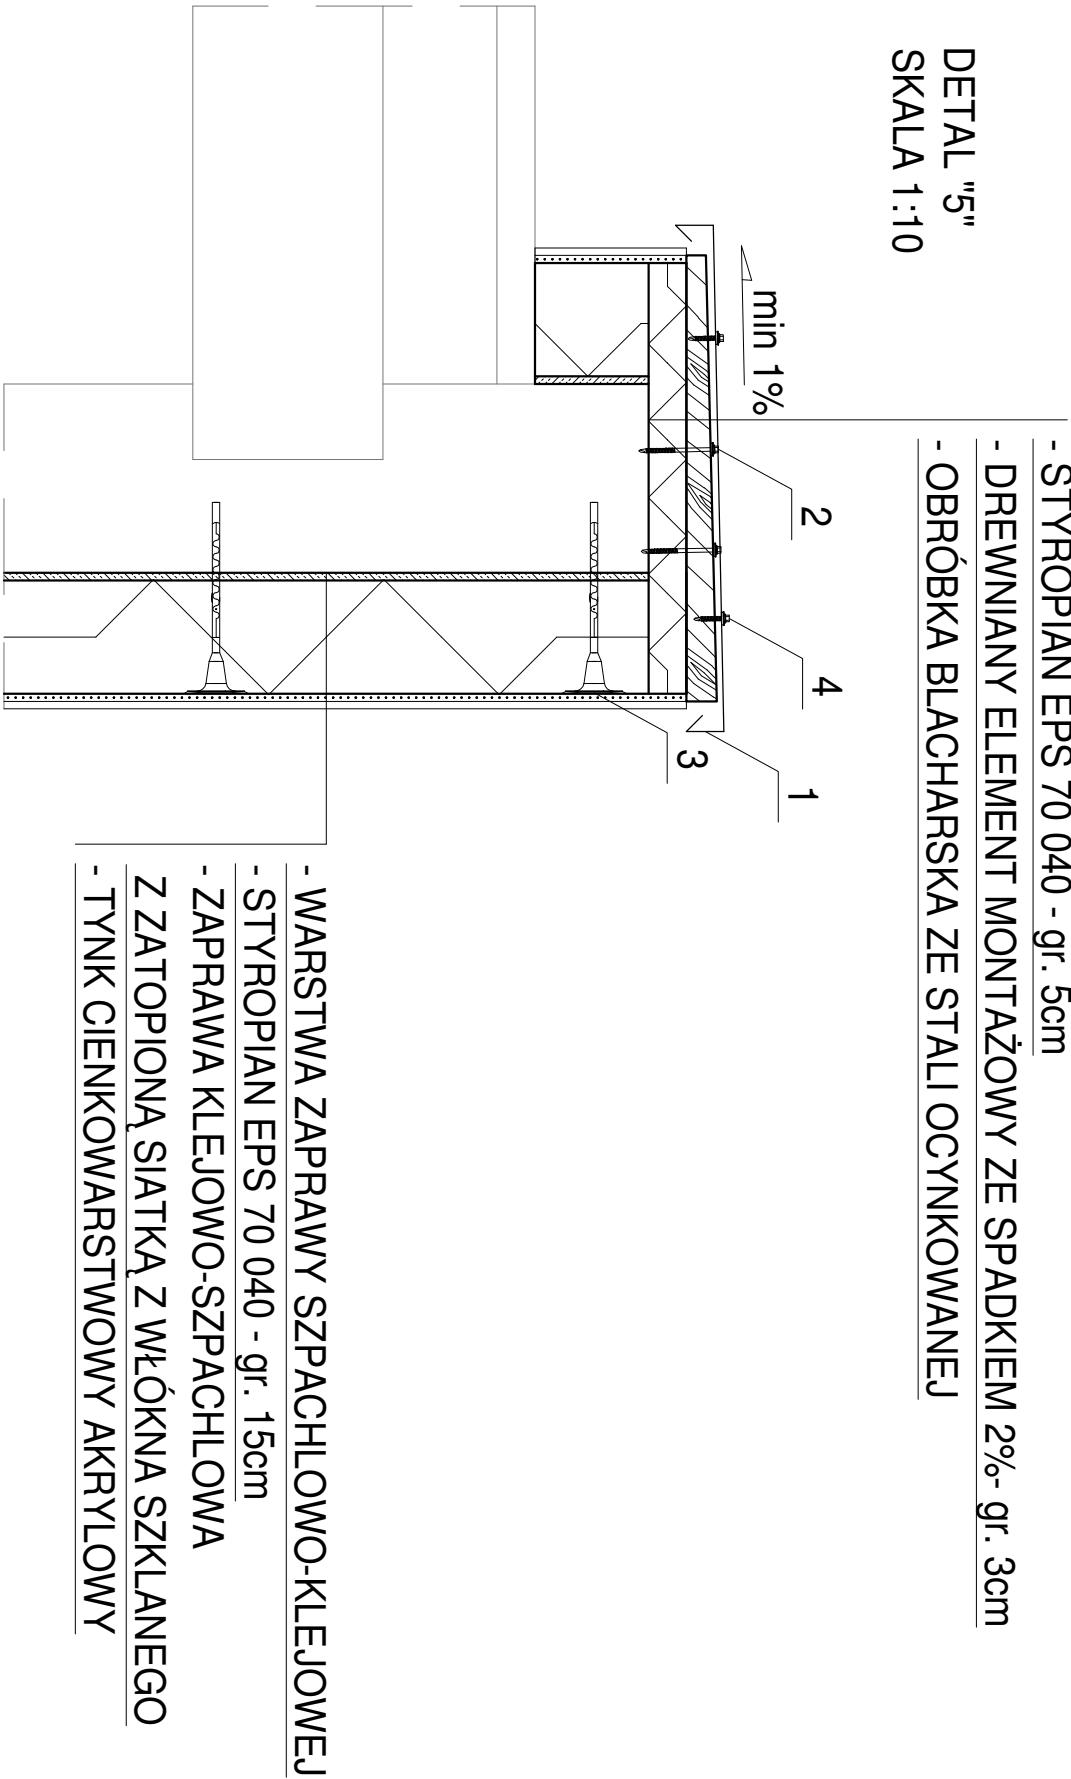 DETAL "5"
SKALA 1:10
min 1%
- STYROPIAN EPS 70 040 - gr. 5cm
- DREWNIANY ELEMENT MONTAŻOWY ZE SPADKIEM 2%- gr. 3cm
- OBRÓBKA BLACHARSKA ZE STALI OCYNKOWANEJ
2
4
3
1
- WARSTWA ZAPRAWY SZPACHLOWO-KLEJOWEJ
- STYROPIAN EPS 70 040 - gr. 15cm
- ZAPRAWA KLEJOWO-SZPACHLOWA
Z ZATOPIONĄ SIATKĄ Z WŁÓKNA SZKLANEGO
- TYNK CIENKOWARSTWOWY AKRYLOWY